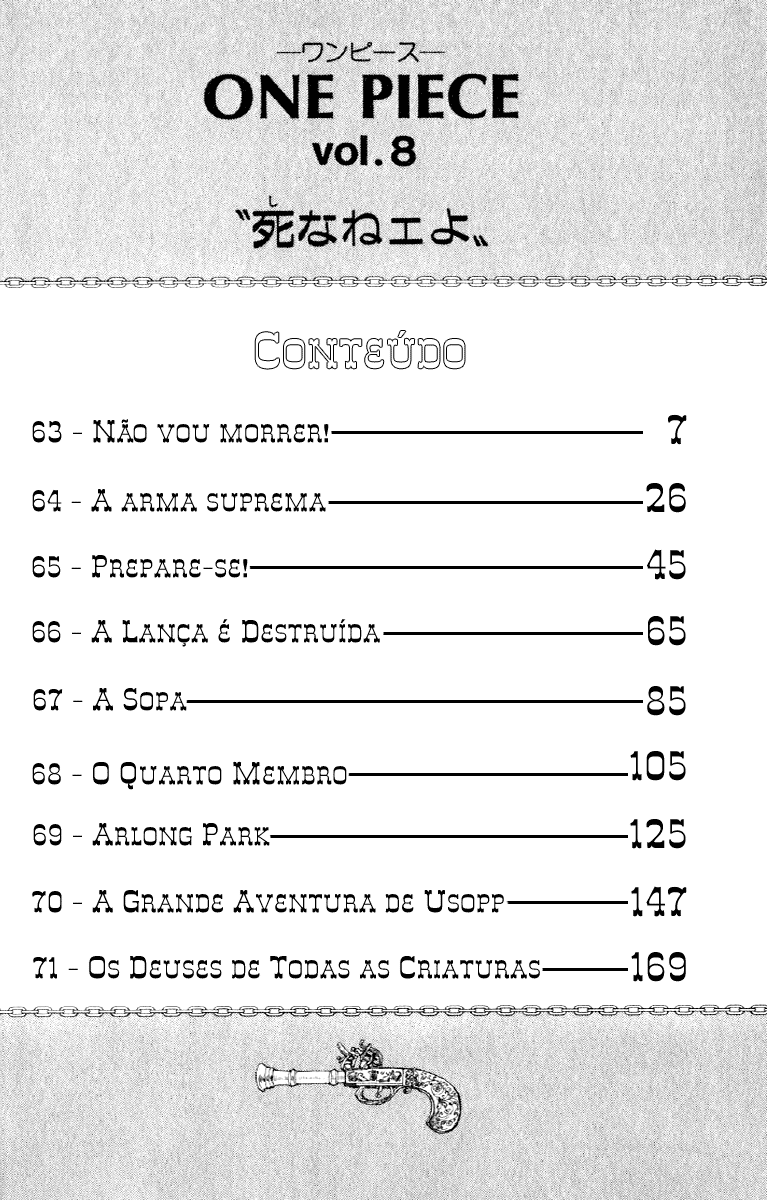 ―ワンピース―
ONE PIECE
vol.8
〝死なねェよ〟
し
Conteúdo
63 - Não vou morrer! 7
64 - A arma suprema 26
65 - Prepare-se! 45
66 - A Lança é Destruída 65
67 - A Sopa 85
68 - O Quarto Membro 105
69 - Arlong Park 125
70 - A Grande Aventura de Usopp 147
71 - Os Deuses de Todas as Criaturas 169